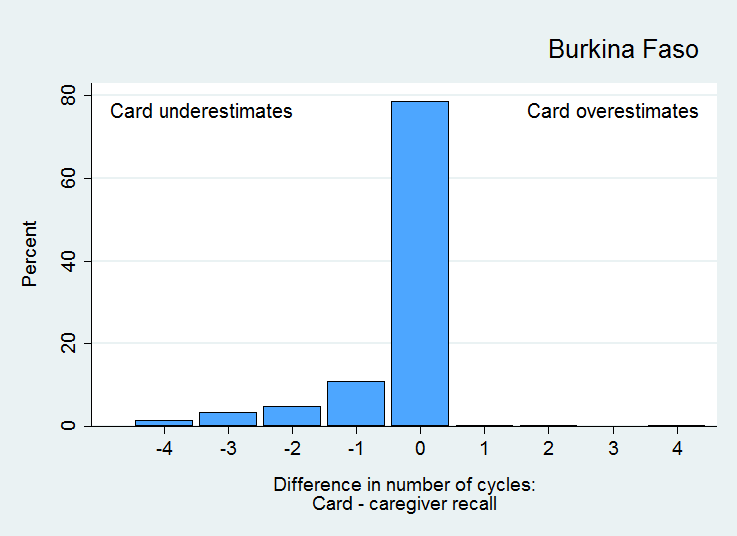 Burkina Faso
Card underestimates
Card overestimates
Percent
80
60
40
20
0
-4 -3 -2 -1 0 1 2 3 4
Difference in number of cycles:
Card - caregiver recall